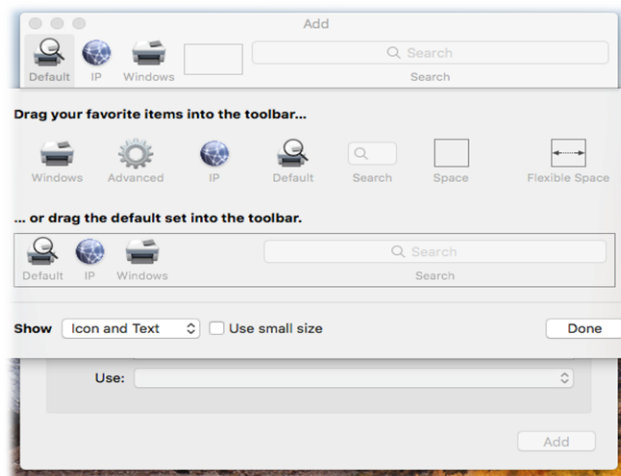 Add
Search
Default IP Windows Search
Drag your favorite items into the toolbar...
Windows Advanced IP Default Search Space Flexible Space
... or drag the default set into the toolbar.
Search
Default IP Windows Search
Show Icon and Text Use small size Done
Use:
Add